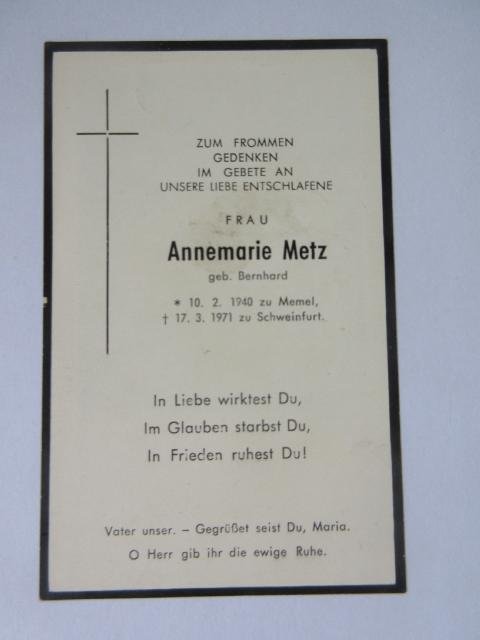 ZUM FROMMEN
GEDENKEN
IM GEBETE AN
UNSERE LIEBE ENTSCHLAFENE
FRAU
Annemarie Metz
geb. Bernhard
* 10. 2. 1940 zu Memel,
† 17. 3. 1971 zu Schweinfurt.
In Liebe wirktest Du,
Im Glauben starbst Du,
In Frieden ruhest Du!
Vater unser. – Gegrüßet seist Du, Maria.
O Herr gib ihr die ewige Ruhe.